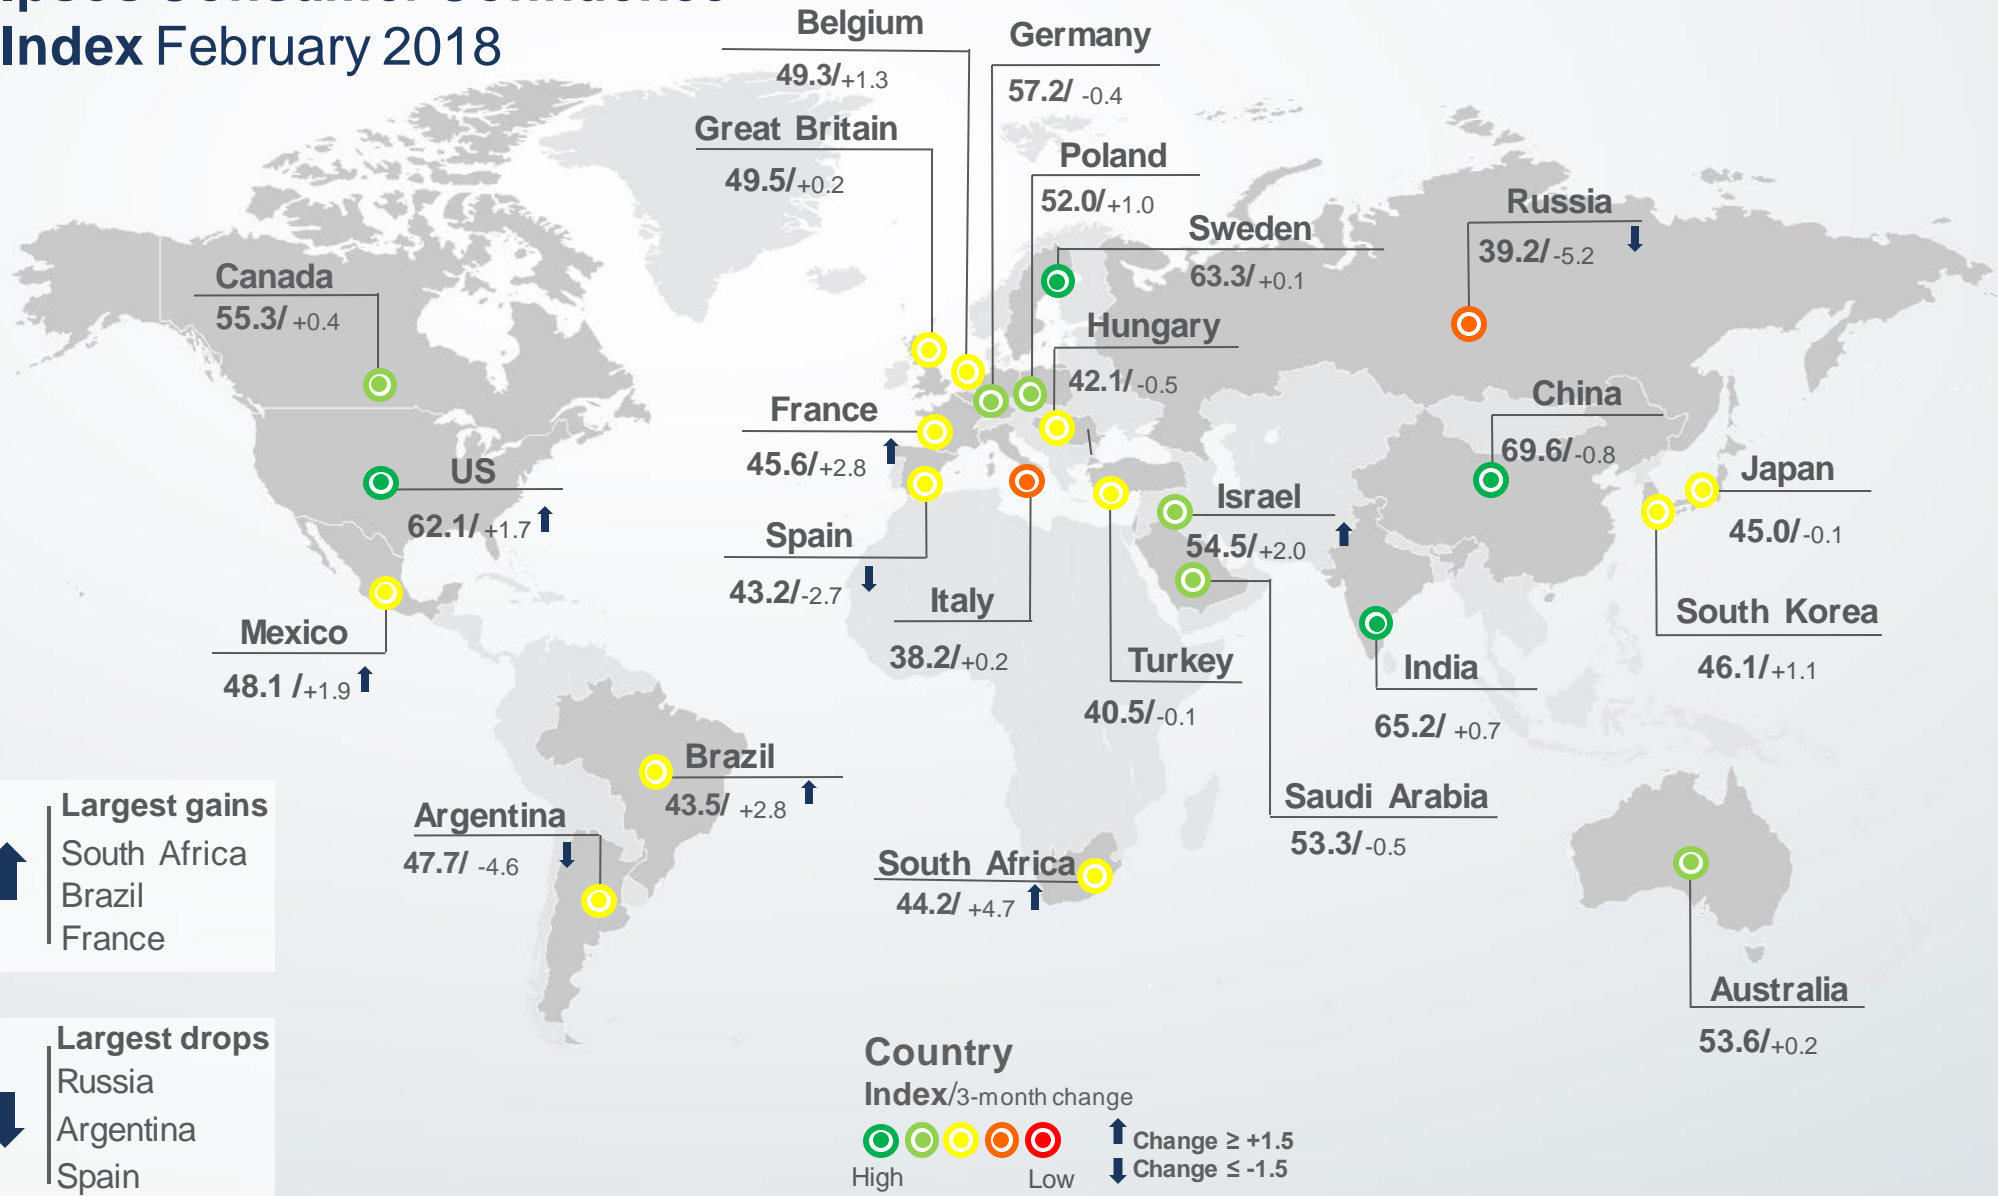 Ipsos Consumer Confidence
Index February 2018
Belgium
49.3/+1.3
Germany
57.2/ -0.4
Great Britain
49.5/+0.2
Poland
52.0/+1.0
Sweden
63.3/+0.1
Russia
39.2/-5.2
Canada
55.3/ +0.4
Hungary
42.1/-0.5
China
69.6/-0.8
France
45.6/+2.8
US
62.1/+1.7
Israel
54.5/+2.0
Japan
45.0/-0.1
Spain
43.2/-2.7
Italy
38.2/+0.2
Mexico
48.1 /+1.9
Turkey
40.5/-0.1
India
65.2/ +0.7
South Korea
46.1/+1.1
Brazil
43.5/ +2.8
Argentina
47.7/ -4.6
South Africa
44.2/ +4.7
Saudi Arabia
53.3/-0.5
Australia
53.6/+0.2
Largest gains
South Africa
Brazil
France
Largest drops
Russia
Argentina
Spain
Country
Index/3-month change
High
Low
Change ≥ +1.5
Change ≤ -1.5